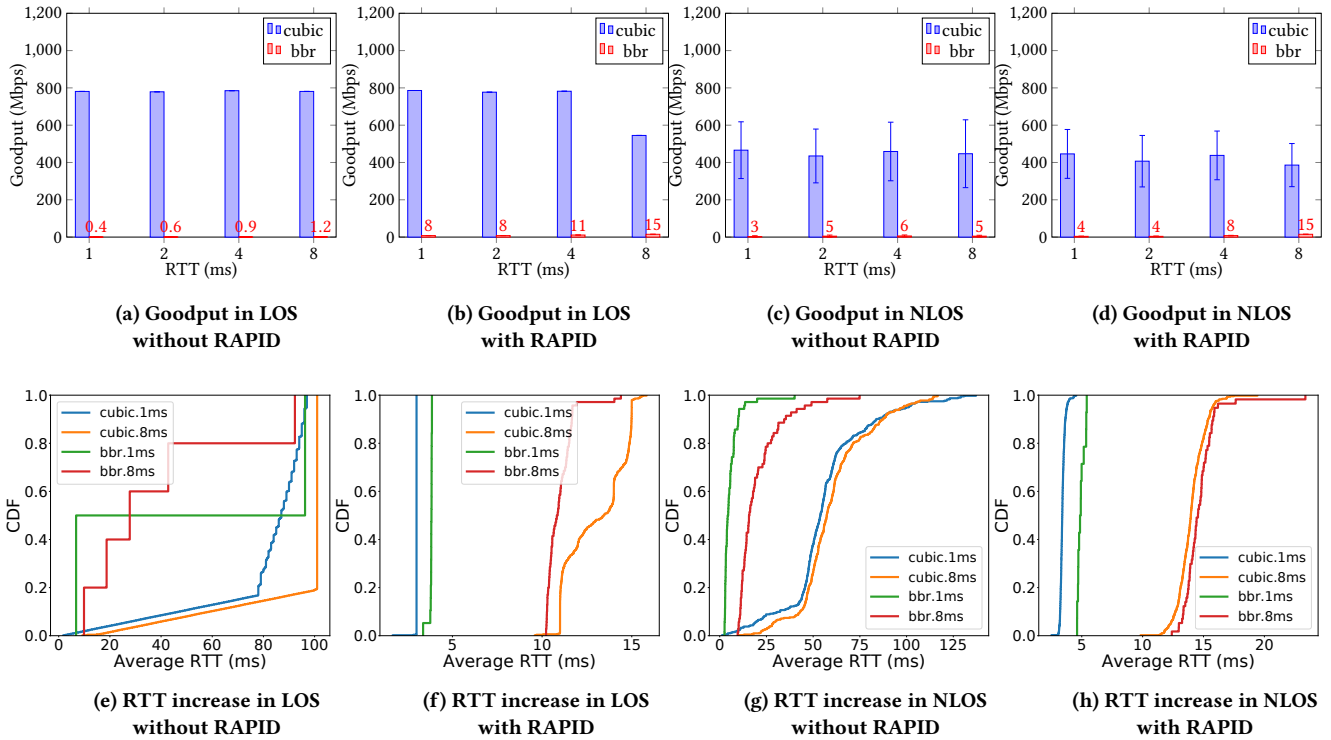 1,200
1,000
800
600
400
200
0
Goodput (Mbps)
cubic
bbr
0.4
0.6
0.9
1.2
1
2
4
8
RTT (ms)
(a) Goodput in LOS
without RAPID
1,200
1,000
800
600
400
200
0
Goodput (Mbps)
cubic
bbr
8
8
11
15
1
2
4
8
RTT (ms)
(b) Goodput in LOS
with RAPID
1,200
1,000
800
600
400
200
0
Goodput (Mbps)
cubic
bbr
3
5
6
5
1
2
4
8
RTT (ms)
(c) Goodput in NLOS
without RAPID
1,200
1,000
800
600
400
200
0
Goodput (Mbps)
cubic
bbr
4
4
8
15
1
2
4
8
RTT (ms)
(d) Goodput in NLOS
with RAPID
1.0
0.8
0.6
0.4
0.2
0.0
CDF
cubic.1ms
cubic.8ms
bbr.1ms
bbr.8ms
0
20
40
60
80
100
Average RTT (ms)
(e) RTT increase in LOS
without RAPID
1.0
0.8
0.6
0.4
0.2
0.0
CDF
cubic.1ms
cubic.8ms
bbr.1ms
bbr.8ms
5
10
15
Average RTT (ms)
(f) RTT increase in LOS
with RAPID
1.0
0.8
0.6
0.4
0.2
0.0
CDF
cubic.1ms
cubic.8ms
bbr.1ms
bbr.8ms
0
25
50
75
100
125
Average RTT (ms)
(g) RTT increase in NLOS
without RAPID
1.0
0.8
0.6
0.4
0.2
0.0
CDF
cubic.1ms
cubic.8ms
bbr.1ms
bbr.8ms
5
10
15
20
Average RTT (ms)
(h) RTT increase in NLOS
with RAPID